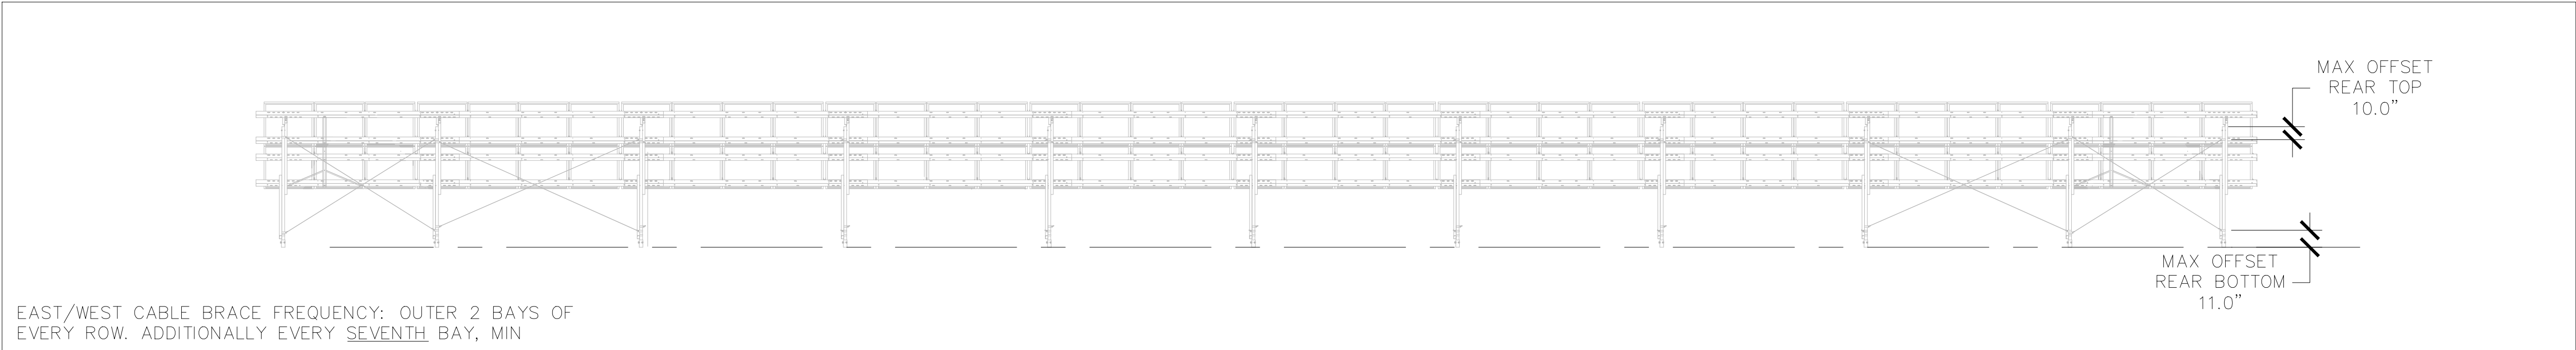 MAX OFFSET
REAR TOP
10.0"
MAX OFFSET
REAR BOTTOM
11.0"
EAST/WEST CABLE BRACE FREQUENCY: OUTER 2 BAYS OF
EVERY ROW. ADDITIONALLY EVERY SEVENTH BAY, MIN